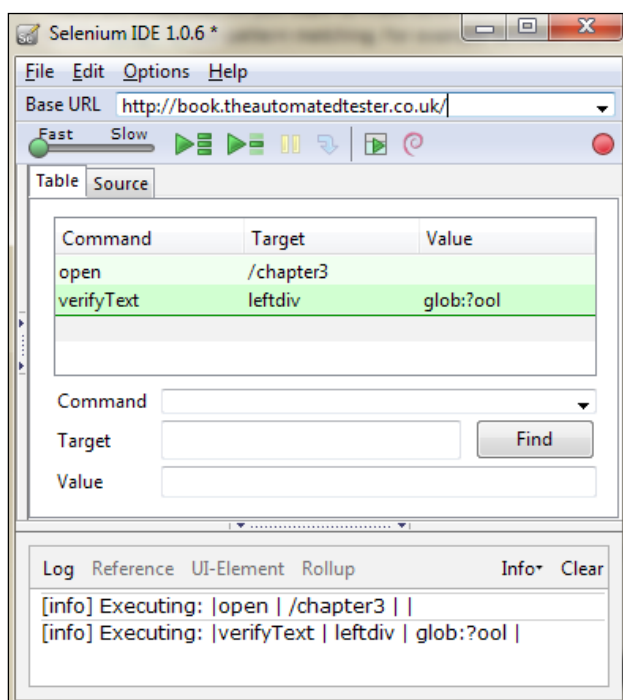 Selenium IDE 1.0.6 *
File Edit Options Help
Base URL http://book.theautomatedtester.co.uk/
Fast Slow
Table Source
Command Target Value
open /chapter3
verifyText leftdiv glob:?ool
Command
Target Find
Value
Log Reference UI-Element Rollup Info Clear
[info] Executing: |open | /chapter3 | |
[info] Executing: |verifyText | leftdiv | glob:?ool |